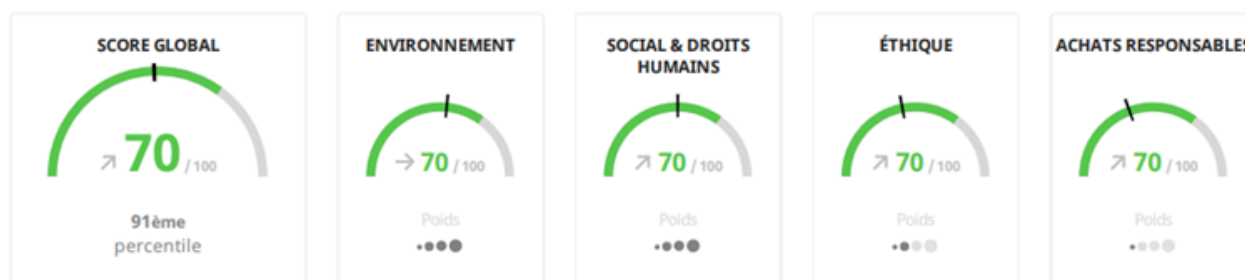 SCORE GLOBAL
70 / 100
91ème
percentile
ENVIRONNEMENT
70 / 100
Poids
SOCIAL & DROITS
HUMAINS
70 / 100
Poids
ÉTHIQUE
70 / 100
Poids
ACHATS RESPONSABLES
70 / 100
Poids